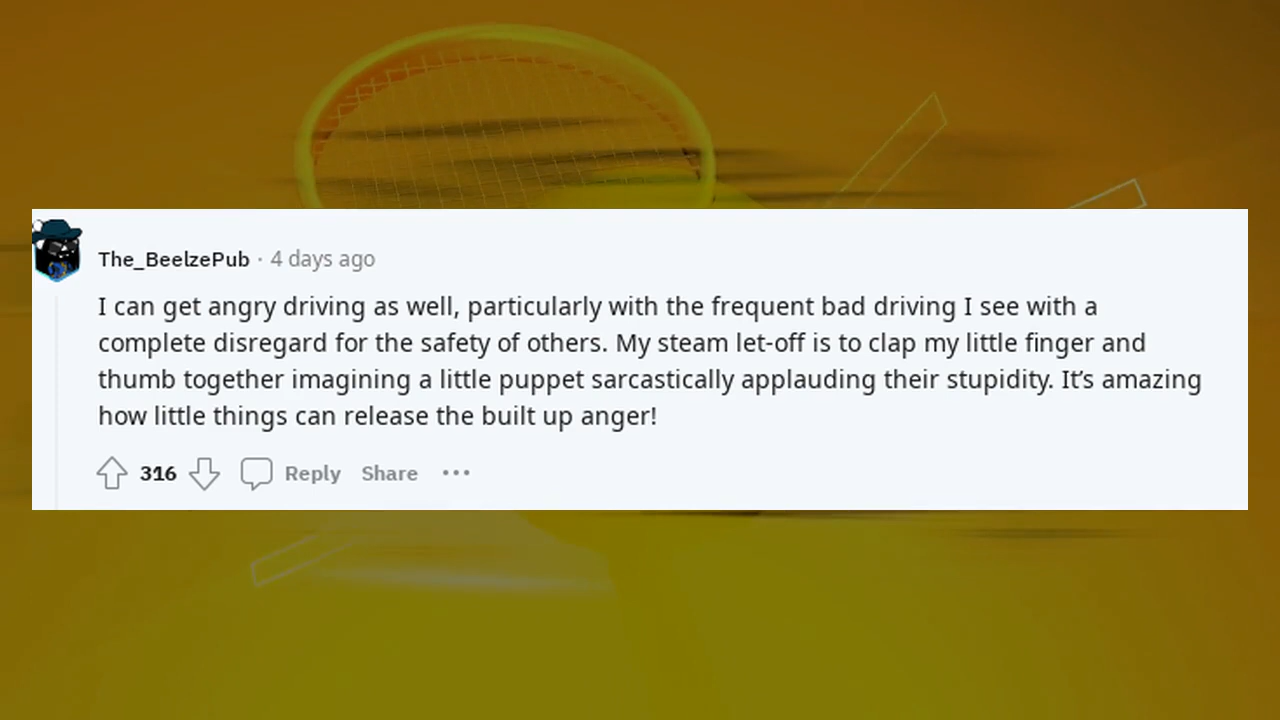 The_BeelzePub · 4 days ago
I can get angry driving as well, particularly with the frequent bad driving I see with a
complete disregard for the safety of others. My steam let-off is to clap my little finger and
thumb together imagining a little puppet sarcastically applauding their stupidity. It’s amazing
how little things can release the built up anger!
316 Reply Share ···